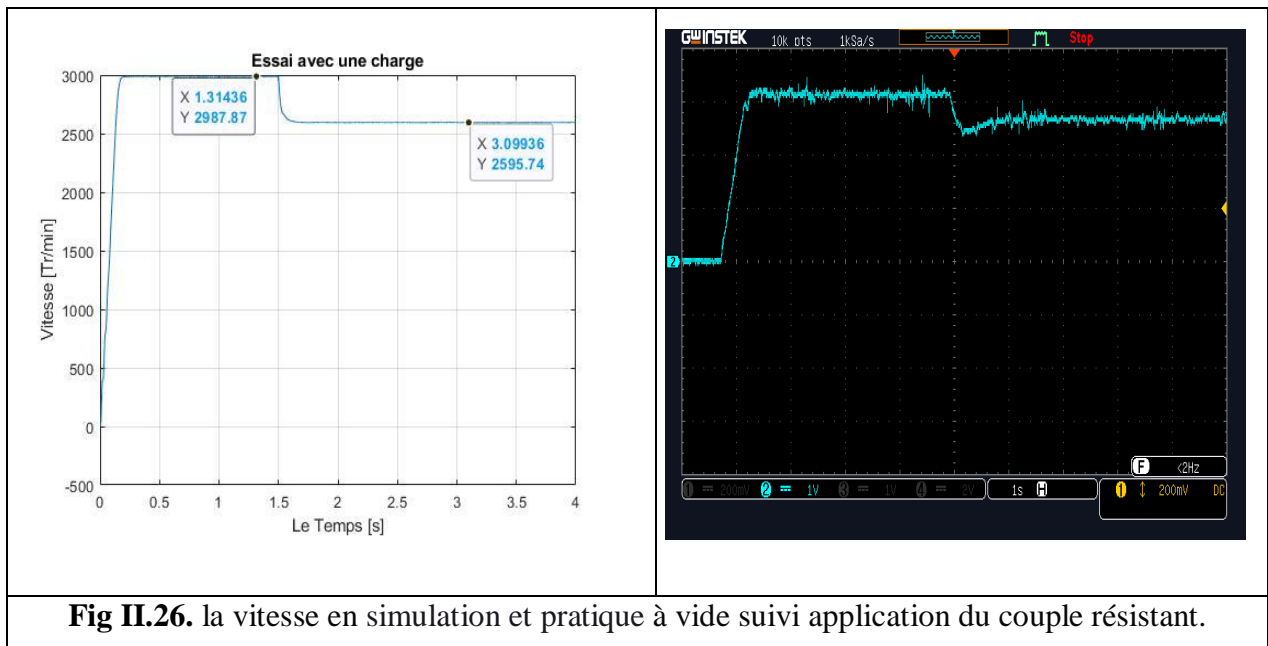 Essai avec une charge
3000
2500
2000
1500
1000
500
0
-500
Vitesse [Tr/min]
X 1.31436
Y 2987.87
X 3.09936
Y 2595.74
0 0.5 1 1.5 2 2.5 3 3.5 4
Le Temps [s]
GWINSTEK 10k pts 1kSa/s Stop
2
F <2Hz
1 200mV 2 1V 3 1V 4 2V 1s H 1 200mV DC
Fig II.26. la vitesse en simulation et pratique à vide suivi application du couple résistant.